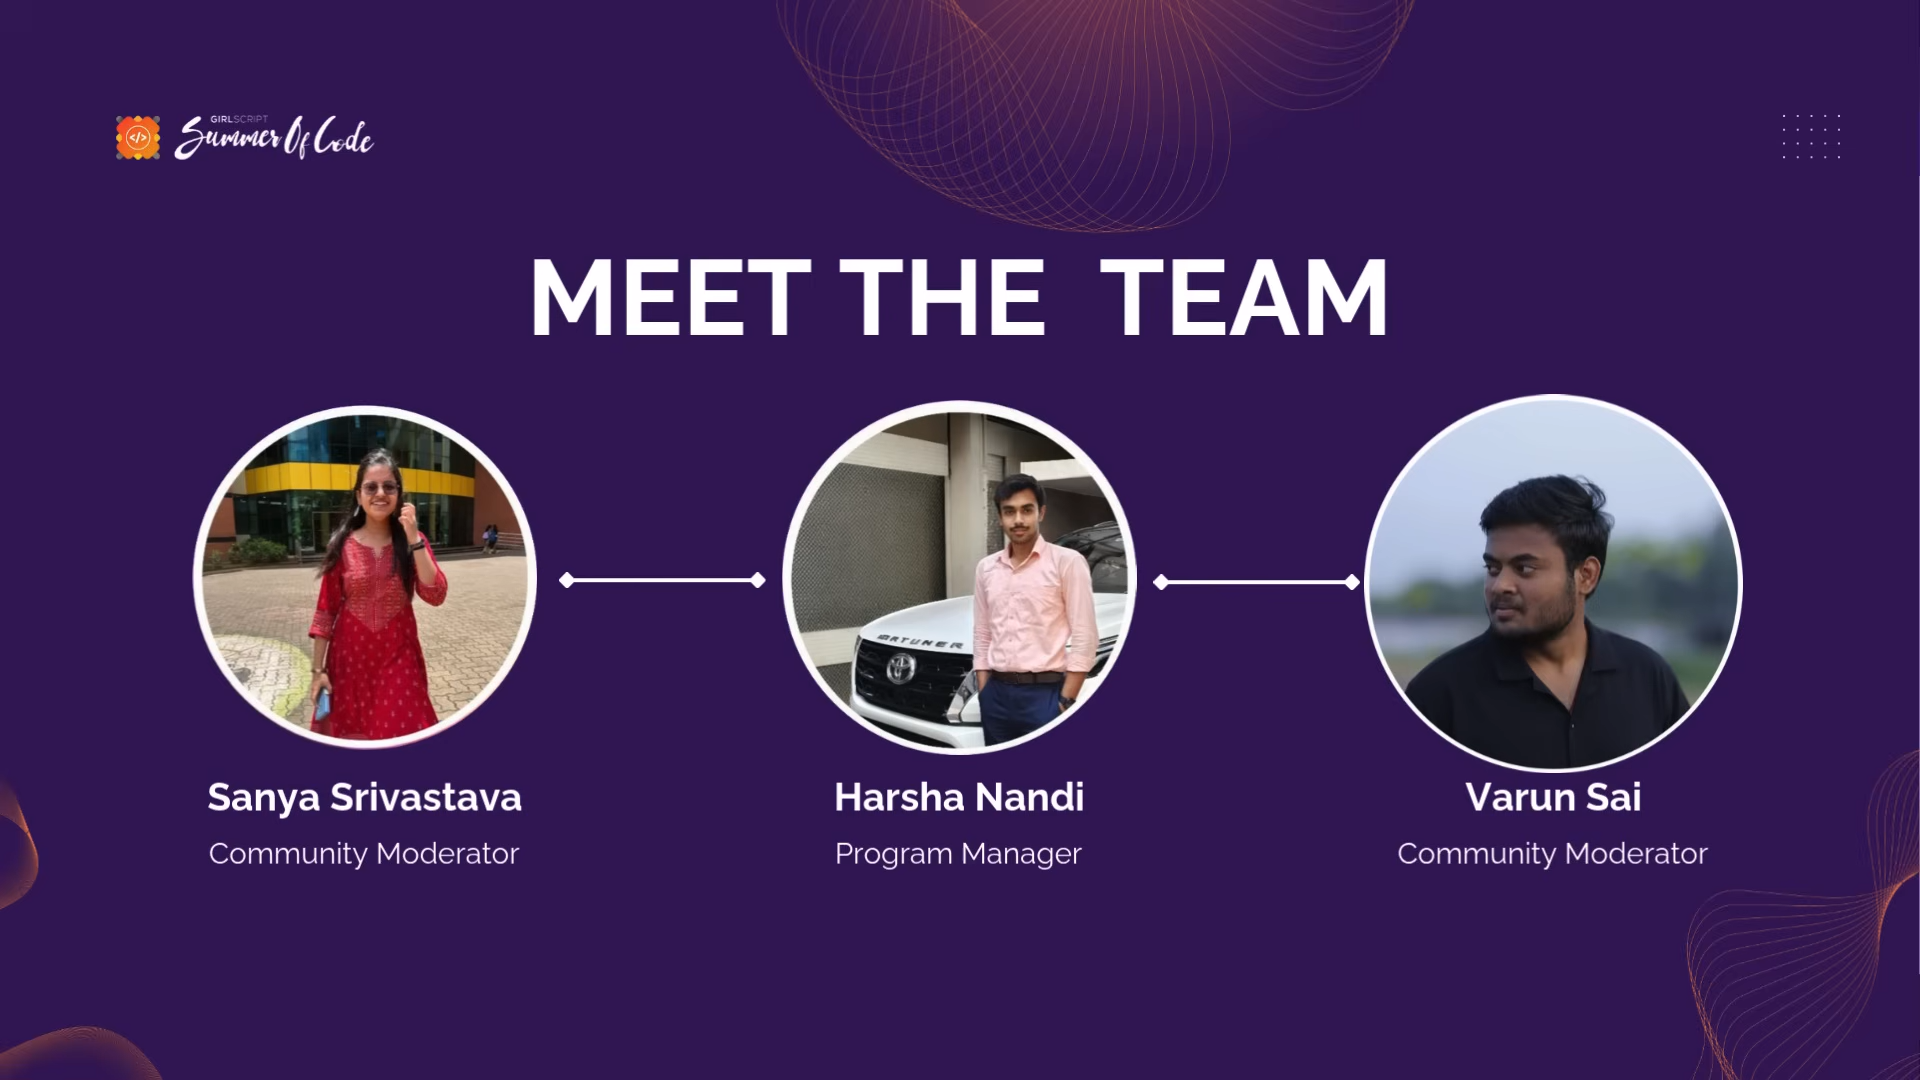 GIRLSCRIPT
Summer Of Code
MEET THE TEAM
FORTUNER
Sanya Srivastava
Harsha Nandi
Varun Sai
Community Moderator
Program Manager
Community Moderator